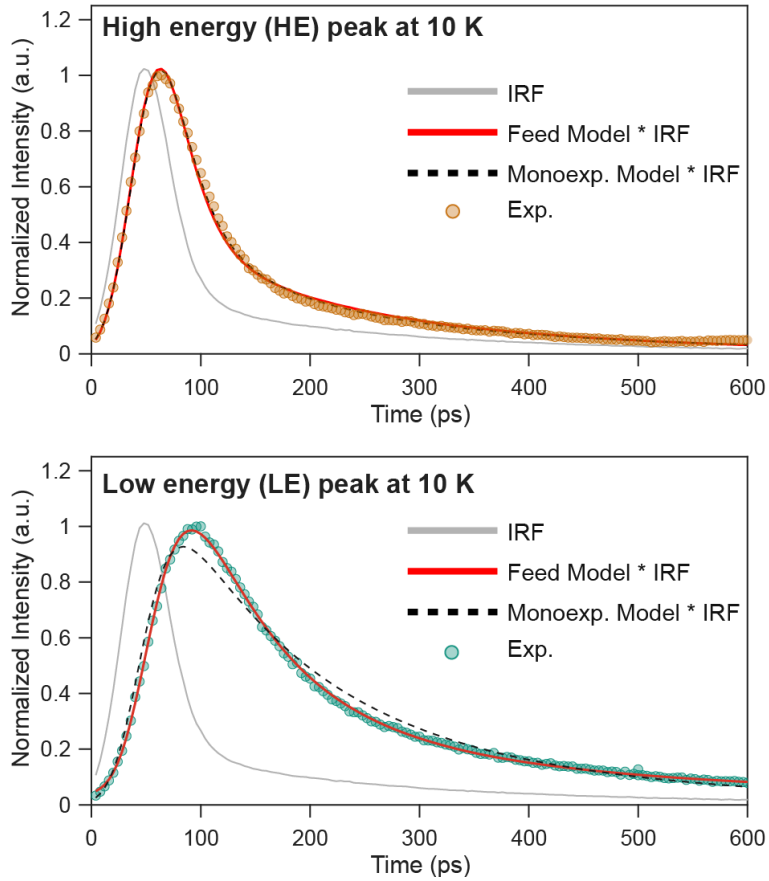 High energy (HE) peak at 10 K
Normalized Intensity (a.u.)
1.2
1
0.8
0.6
0.4
0.2
0
IRF
Feed Model * IRF
Monoexp. Model * IRF
Exp.
0 100 200 300 400 500 600
Time (ps)
Low energy (LE) peak at 10 K
Normalized Intensity (a.u.)
1.2
1
0.8
0.6
0.4
0.2
0
IRF
Feed Model * IRF
Monoexp. Model * IRF
Exp.
0 100 200 300 400 500 600
Time (ps)